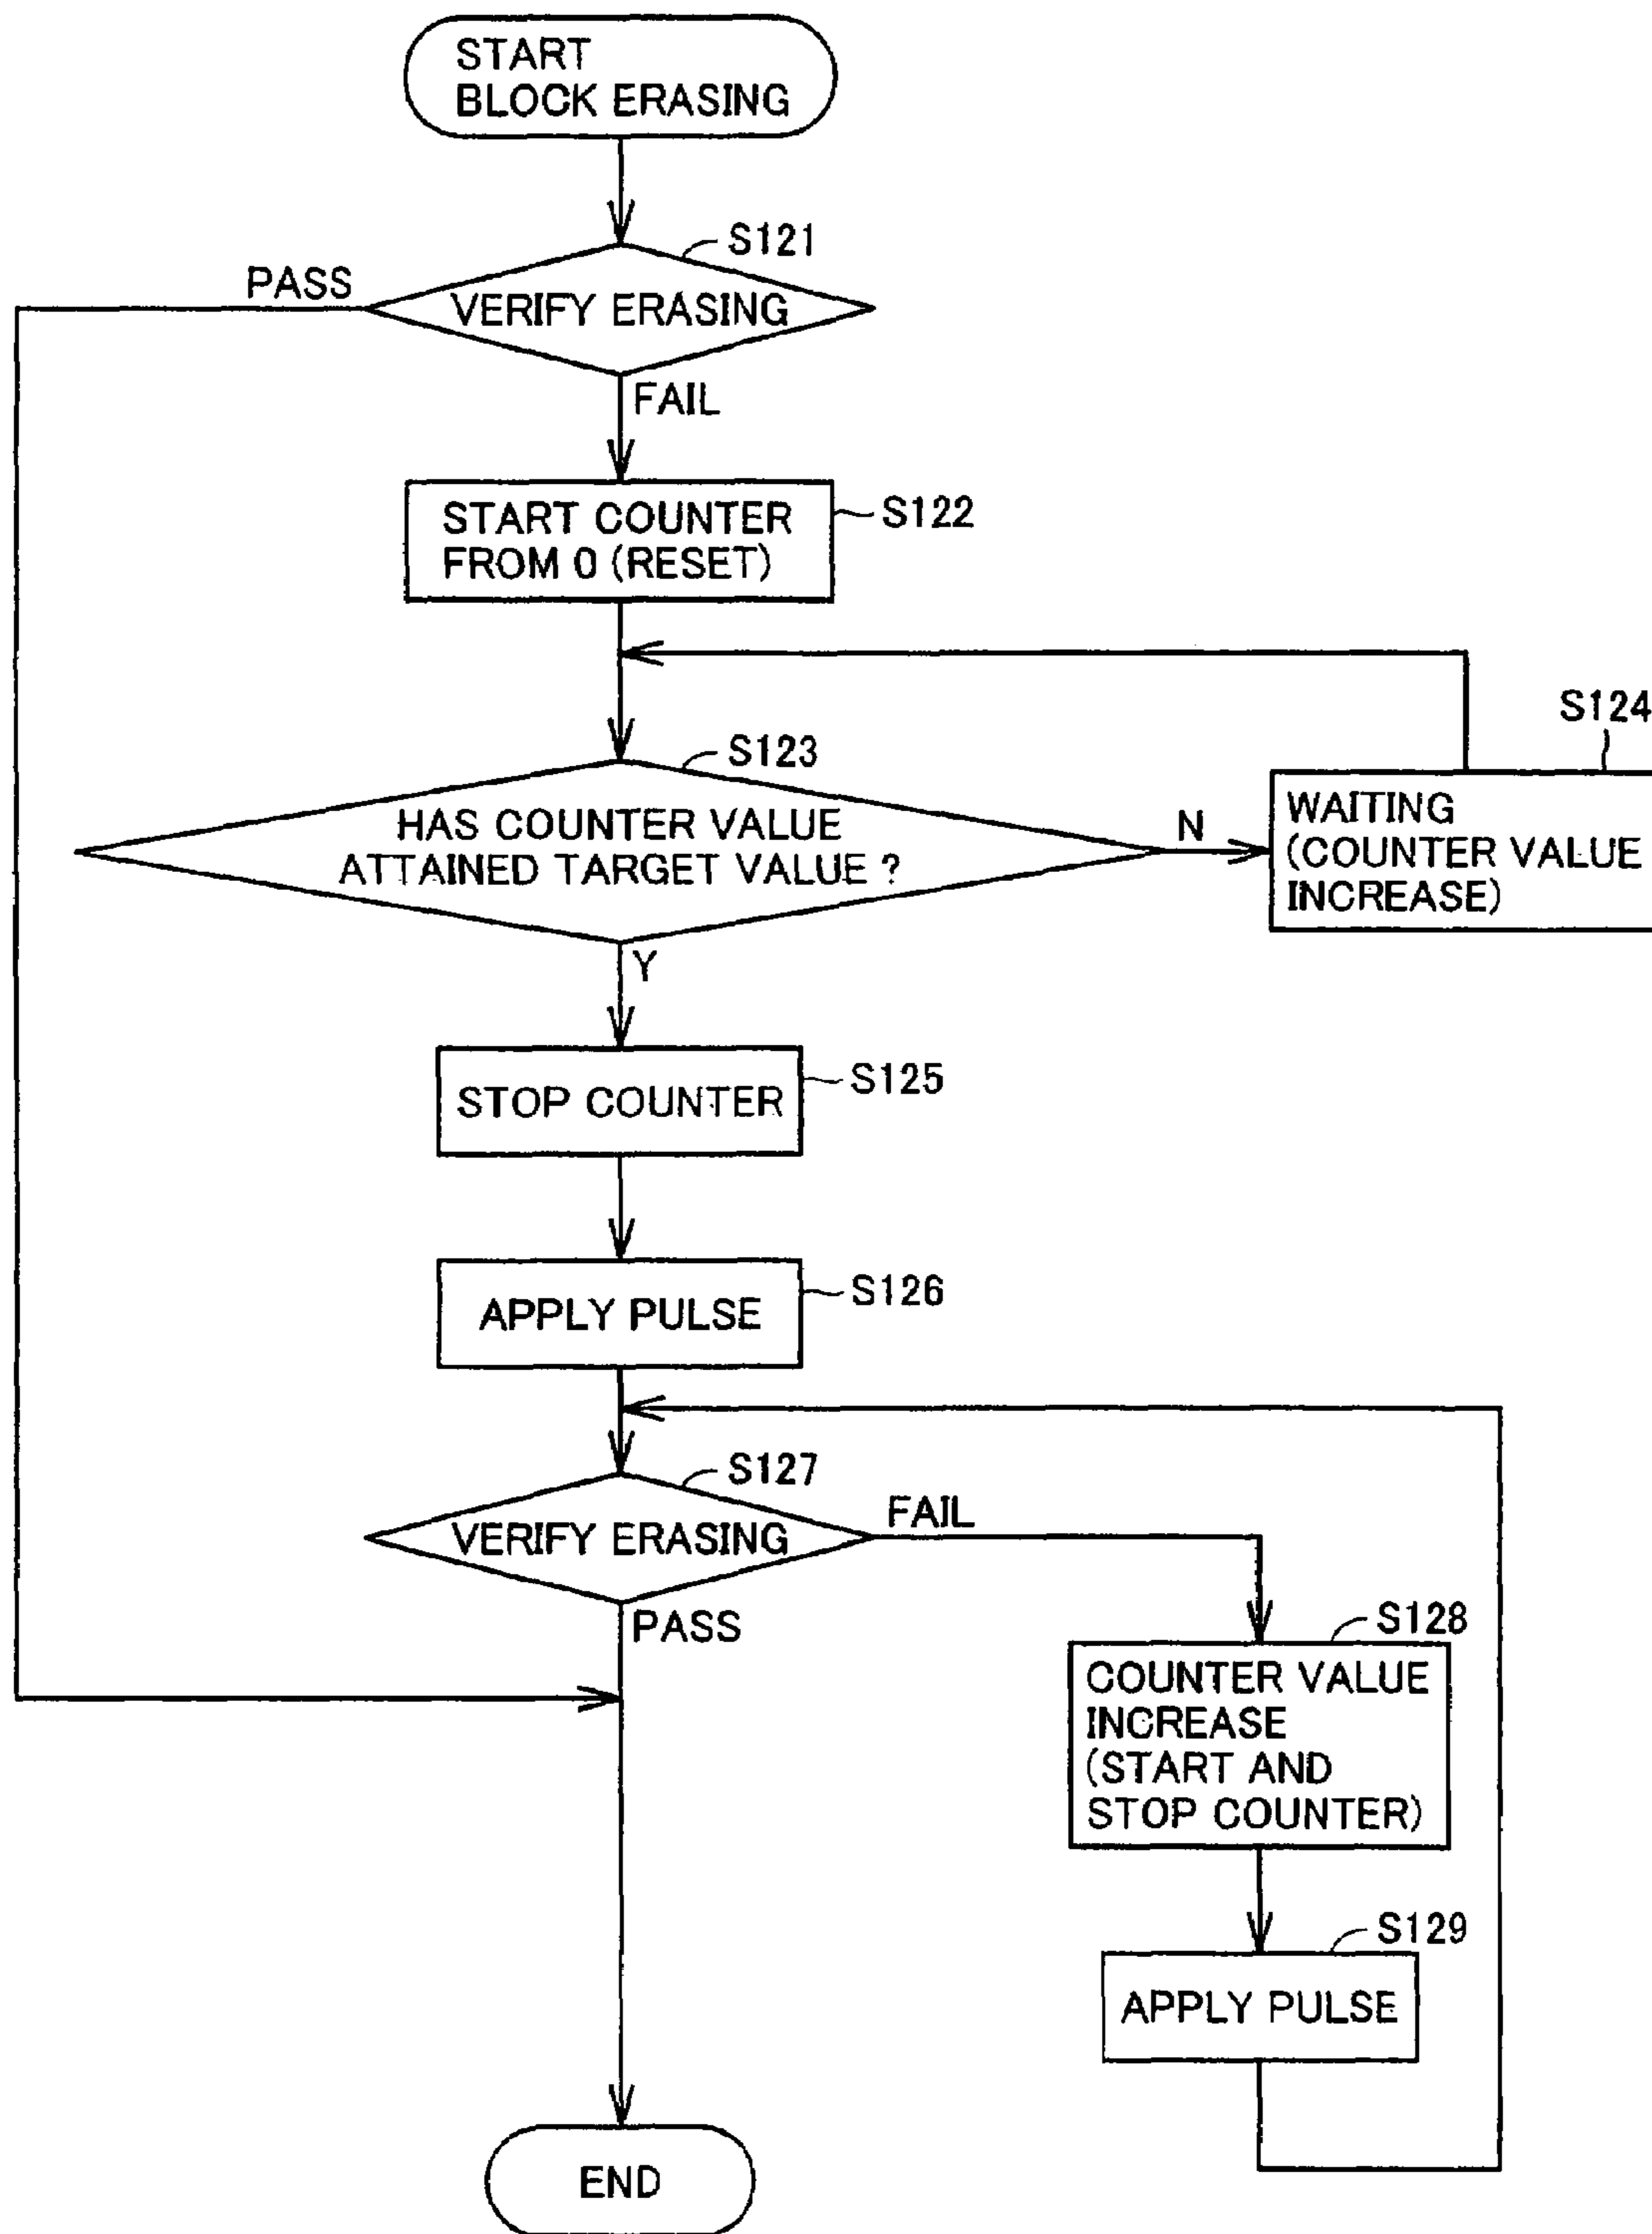 START
BLOCK ERASING
S121
PASS
VERIFY ERASING
FAIL
START COUNTER
FROM 0 (RESET)
S122
S124
S123
HAS COUNTER VALUE
ATTAINED TARGET VALUE ?
N
WAITING
(COUNTER VALUE
INCREASE)
Y
STOP COUNTER
S125
APPLY PULSE
S126
S127
VERIFY ERASING
FAIL
PASS
S128
COUNTER VALUE
INCREASE
(START AND
STOP COUNTER)
S129
APPLY PULSE
END